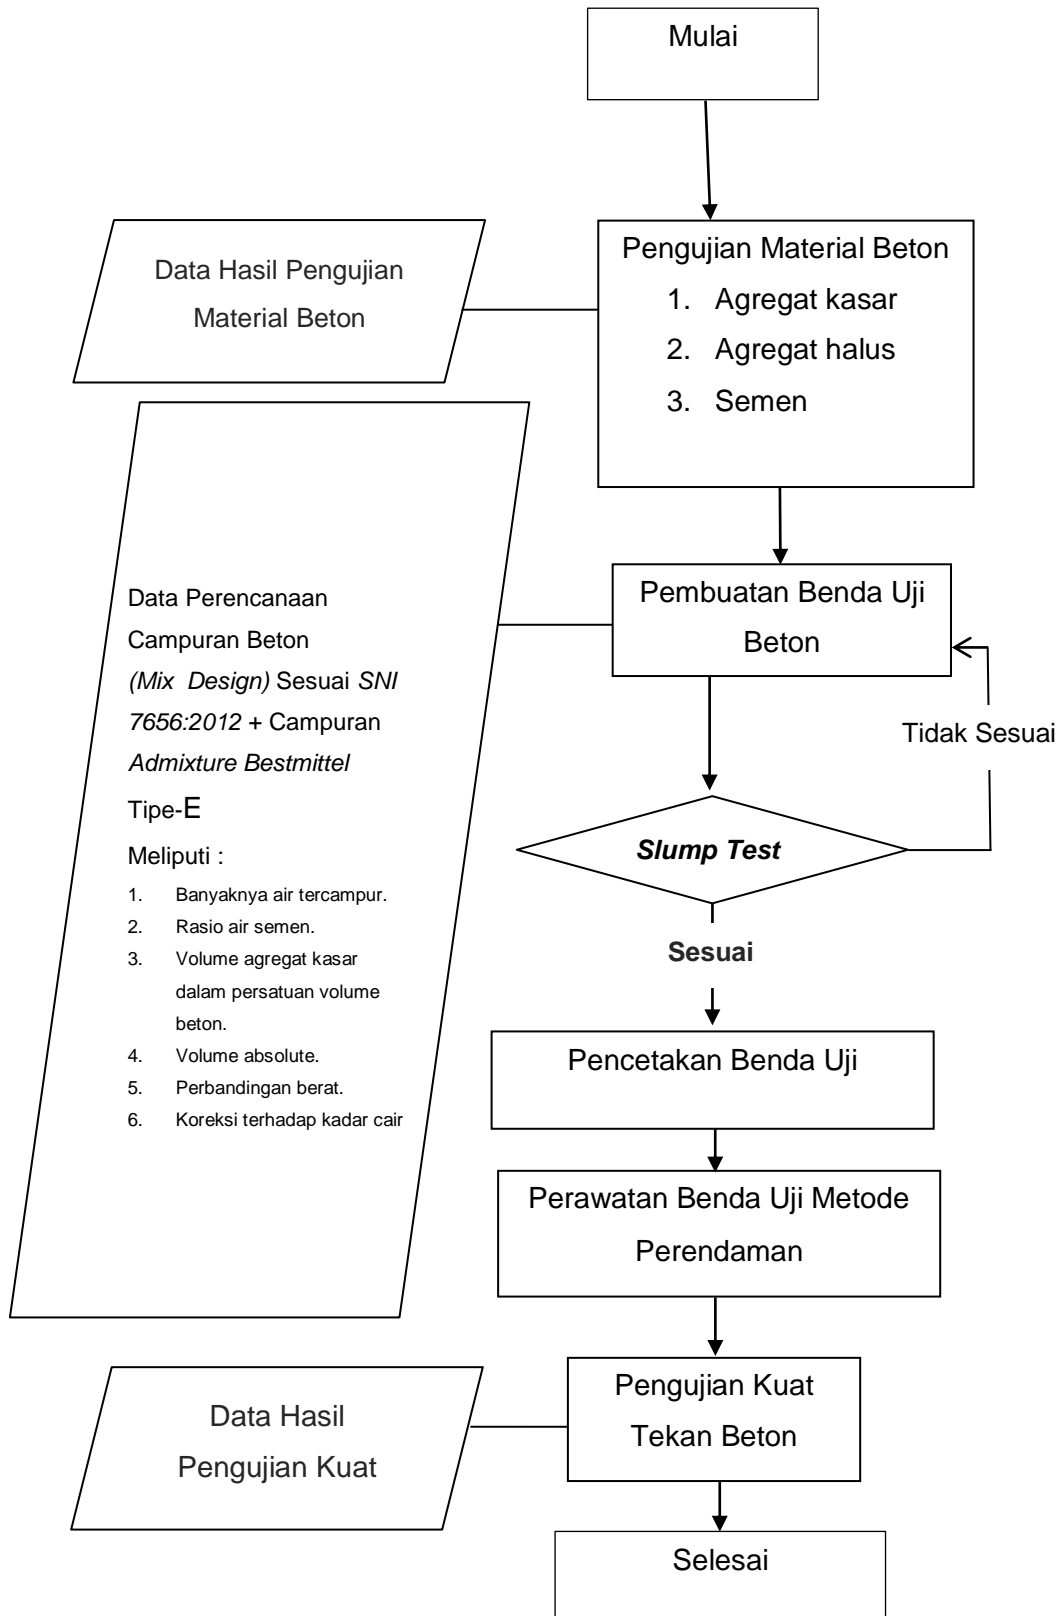 Mulai
Data Hasil Pengujian
Material Beton
Pengujian Material Beton
1. Agregat kasar
2. Agregat halus
3. Semen
Data Perencanaan
Campuran Beton
(Mix Design) Sesuai SNI
7656:2012 + Campuran
Admixture Bestmittel
Tipe-E
Meliputi :
1. Banyaknya air tercampur.
2. Rasio air semen.
3. Volume agregat kasar
dalam persatuan volume
beton.
4. Volume absolute.
5. Perbandingan berat.
6. Koreksi terhadap kadar cair
Pembuatan Benda Uji
Beton
Tidak Sesuai
Slump Test
Sesuai
Pencetakan Benda Uji
Perawatan Benda Uji Metode
Perendaman
Data Hasil
Pengujian Kuat
Pengujian Kuat
Tekan Beton
Selesai